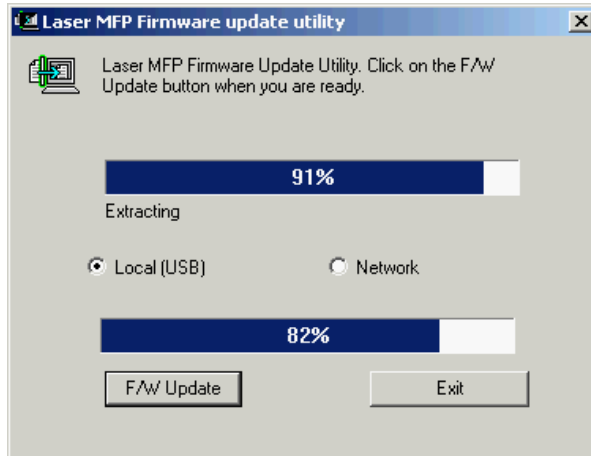 Laser MFP Firmware update utility
Laser MFP Firmware Update Utility. Click on the F/W
Update button when you are ready.
91%
Extracting
Local (USB) Network
82%
F/W Update Exit